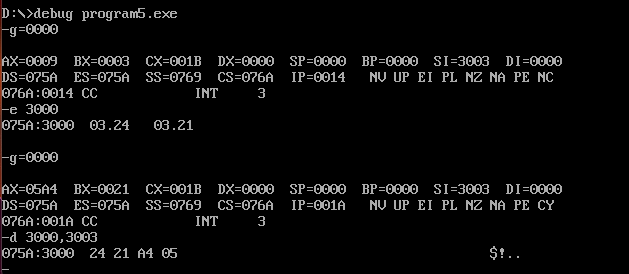 D:\>debug program5.exe
-g=0000
AX=0009 BX=0003 CX=001B DX=0000 SP=0000 BP=0000 SI=3003 DI=0000
DS=075A ES=075A SS=0769 CS=076A IP=0014 NV UP EI PL NZ NA PE NC
076A:0014 CC INT 3
-e 3000
075A:3000 03.24 03.21
-g=0000
AX=05A4 BX=0021 CX=001B DX=0000 SP=0000 BP=0000 SI=3003 DI=0000
DS=075A ES=075A SS=0769 CS=076A IP=001A NV UP EI PL NZ NA PE CY
076A:001A CC INT 3
-d 3000,3003
075A:3000 24 21 A4 05 $!..
-